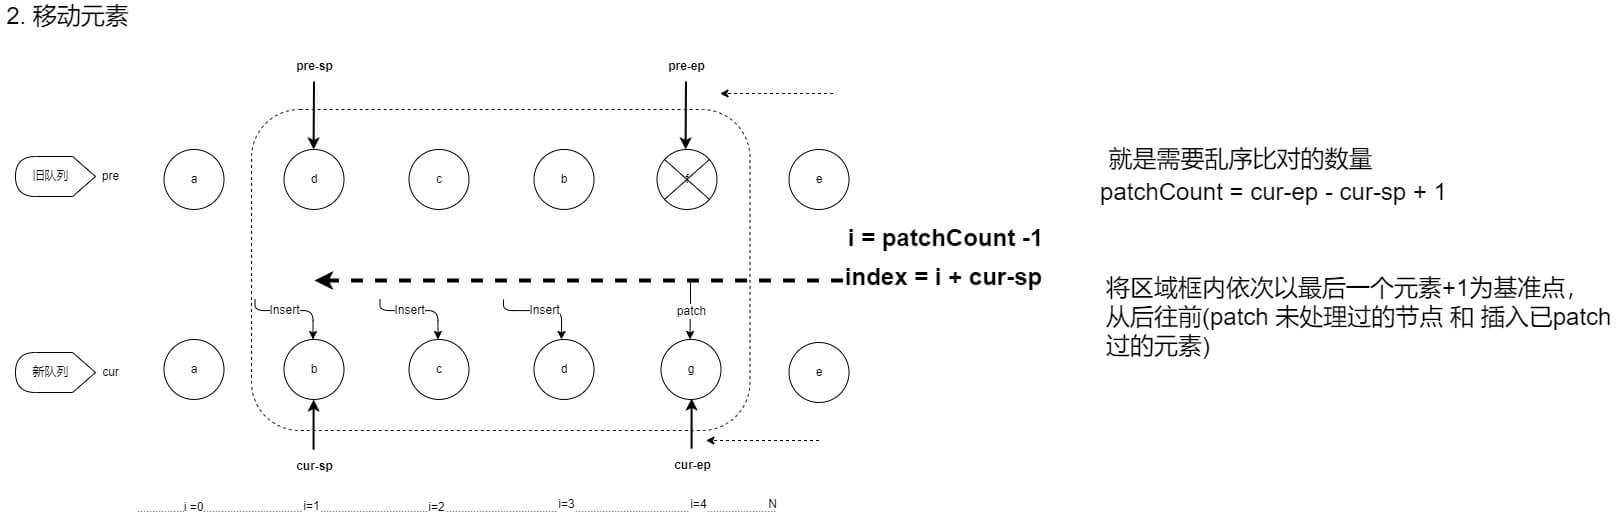 2. 移动元素
pre-sp
pre-ep
旧队列
pre
a
d
c
b
f
e
就是需要乱序比对的数量
patchCount = cur-ep - cur-sp + 1
i = patchCount -1
index = i + cur-sp
将区域框内依次以最后一个元素+1为基准点，
从后往前(patch 未处理过的节点 和 插入已patch
过的元素)
Insert
Insert
Insert
patch
新队列
cur
a
b
c
d
g
e
cur-sp
cur-ep
i =0
i=1
i=2
i=3
i=4
N